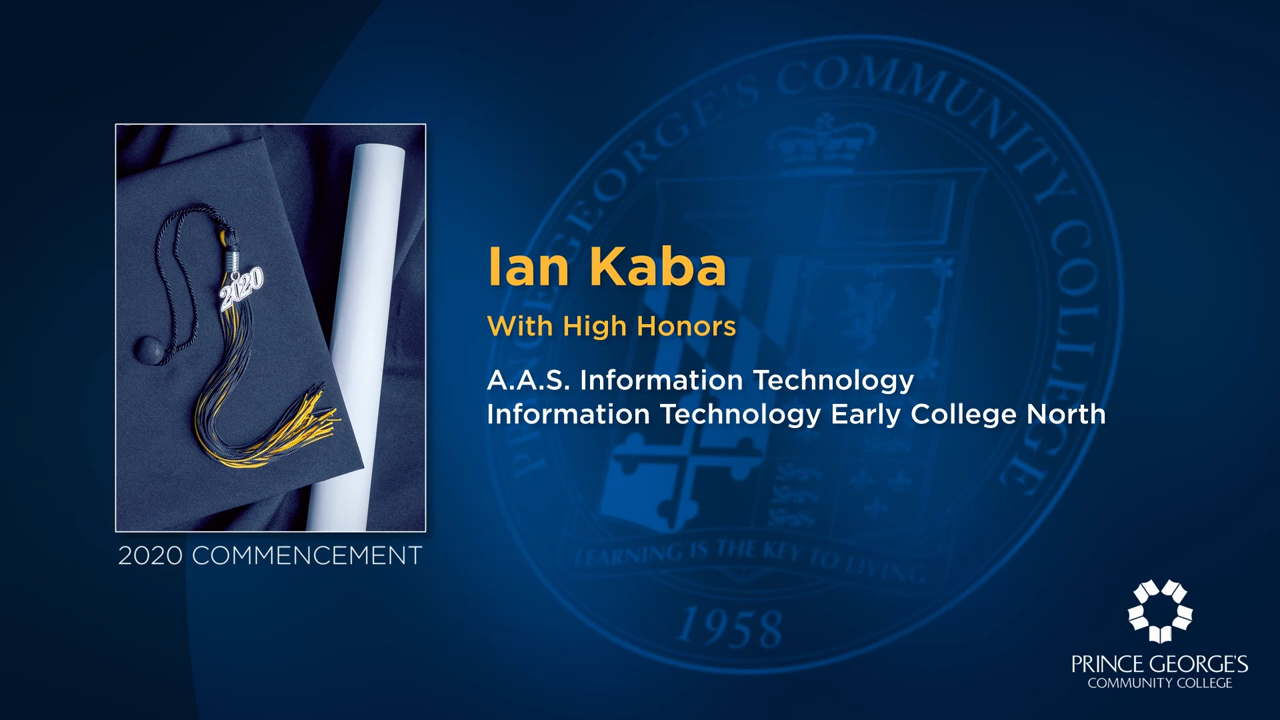 PRINCE GEORGE'S COMMUNITY COLLEGE
2020
Ian Kaba
With High Honors
A.A.S. Information Technology
Information Technology Early College North
LEARNING IS THE KEY TO LIVING
2020 COMMENCEMENT
1958
PRINCE GEORGE'S
COMMUNITY COLLEGE